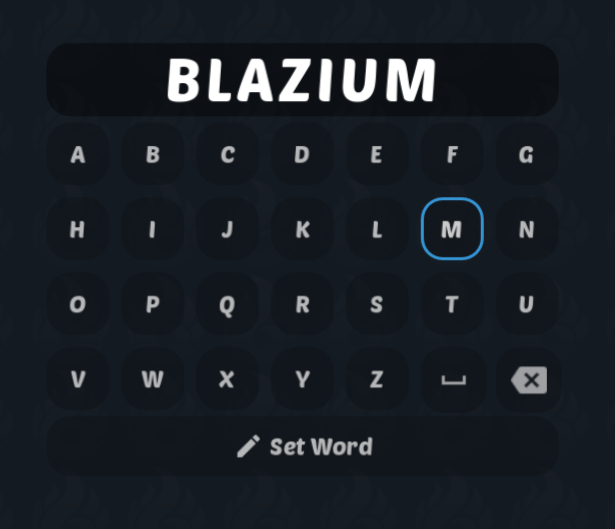 BLAZIUM
A B C D E F G
H I J K L M N
O P Q R S T U
V W X Y Z
Set Word